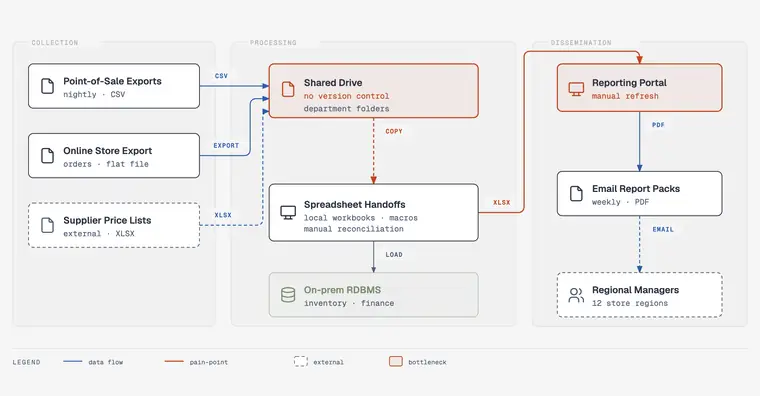 COLLECTION
Point-of-Sale Exports
nightly · CSV
Online Store Export
orders · flat file
Supplier Price Lists
external · XLSX
CSV
EXPORT
XLSX
PROCESSING
Shared Drive
no version control
department folders
COPY
Spreadsheet Handoffs
local workbooks · macros
manual reconciliation
LOAD
On-prem RDBMS
inventory · finance
XLSX
DISSEMINATION
Reporting Portal
manual refresh
PDF
Email Report Packs
weekly · PDF
EMAIL
Regional Managers
12 store regions
LEGEND
data flow
pain-point
external
bottleneck